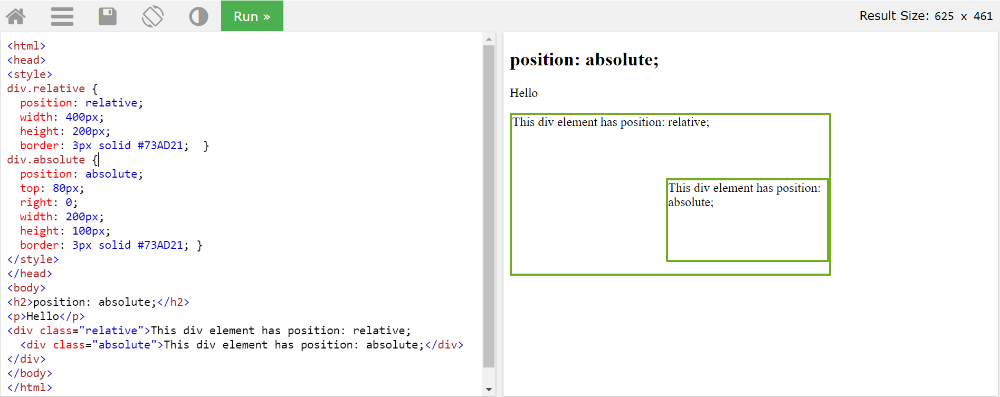 Run »
Result Size: 625 x 461
<html>
<head>
<style>
div.relative {
  position: relative;
  width: 400px;
  height: 200px;
  border: 3px solid #73AD21;  }
div.absolute {
  position: absolute;
  top: 80px;
  right: 0;
  width: 200px;
  height: 100px;
  border: 3px solid #73AD21; }
</style>
</head>
<body>
<h2>position: absolute;</h2>
<p>Hello</p>
<div class="relative">This div element has position: relative;
  <div class="absolute">This div element has position: absolute;</div>
</div>
</body>
</html>
position: absolute;
Hello
This div element has position: relative;
This div element has position:
absolute;